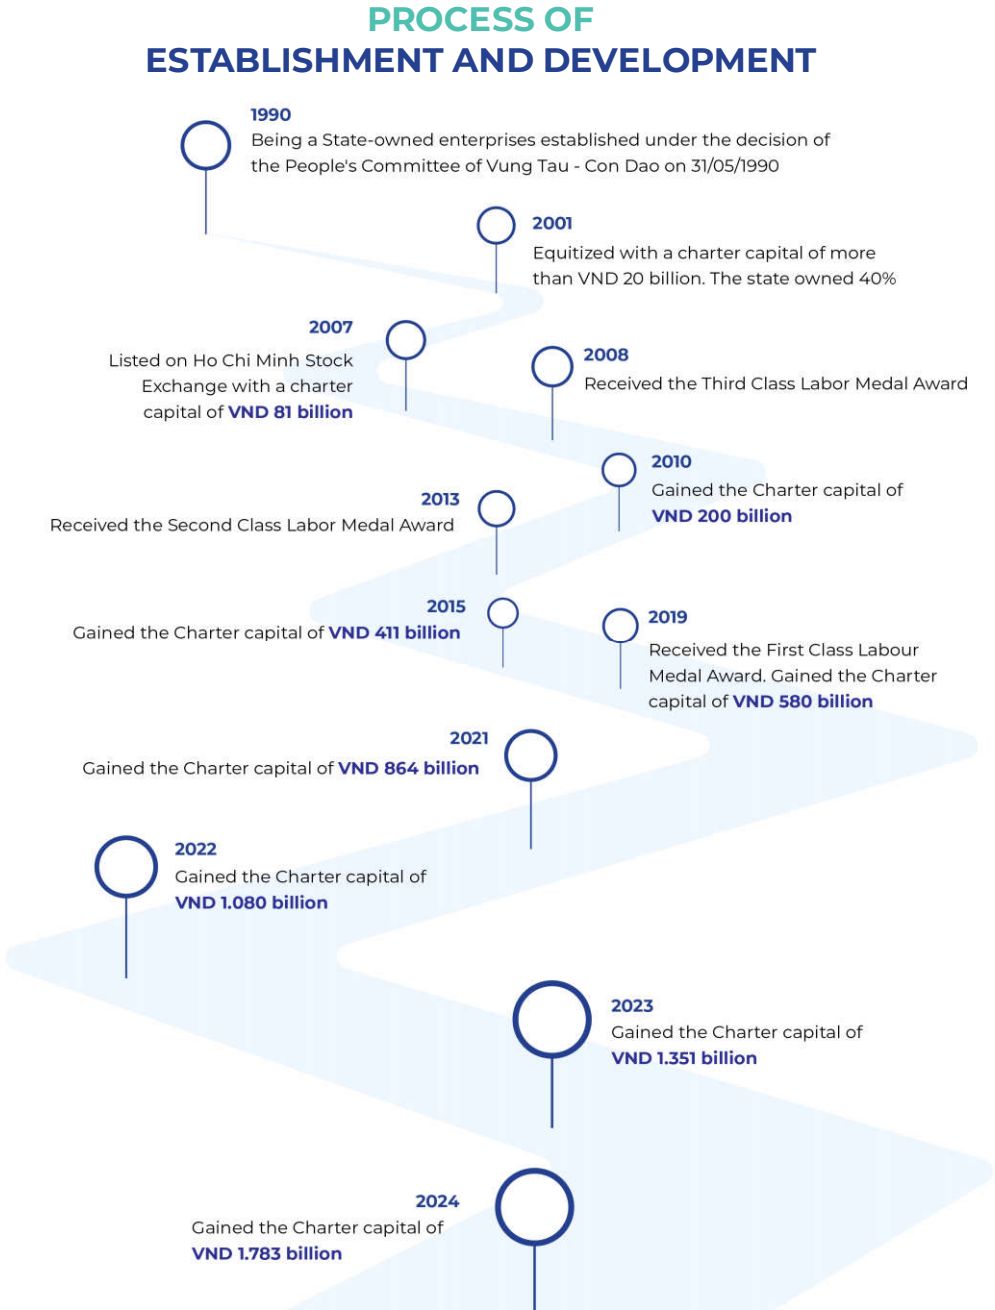 PROCESS OF
ESTABLISHMENT AND DEVELOPMENT
1990
Being a State-owned enterprises established under the decision of
the People's Committee of Vung Tau - Con Dao on 31/05/1990
2001
Equitized with a charter capital of more
than VND 20 billion. The state owned 40%
2007
Listed on Ho Chi Minh Stock
Exchange with a charter
capital of VND 81 billion
2008
Received the Third Class Labor Medal Award
2010
Gained the Charter capital of
VND 200 billion
2013
Received the Second Class Labor Medal Award
2015
Gained the Charter capital of VND 411 billion
2019
Received the First Class Labour
Medal Award. Gained the Charter
capital of VND 580 billion
2021
Gained the Charter capital of VND 864 billion
2022
Gained the Charter capital of
VND 1.080 billion
2023
Gained the Charter capital of
VND 1.351 billion
2024
Gained the Charter capital of
VND 1.783 billion